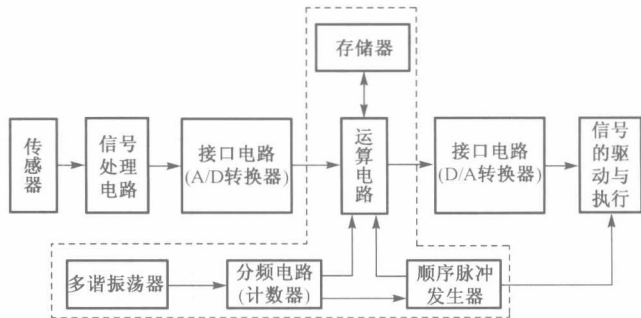 存储器
传
感
器
信号
处理
电路
接口电路
(A/D转换器)
运
算
电
路
接口电路
(D/A转换器)
信号
的驱
动与
执行
多谐振荡器
分频电路
(计数器)
顺序脉冲
发生器